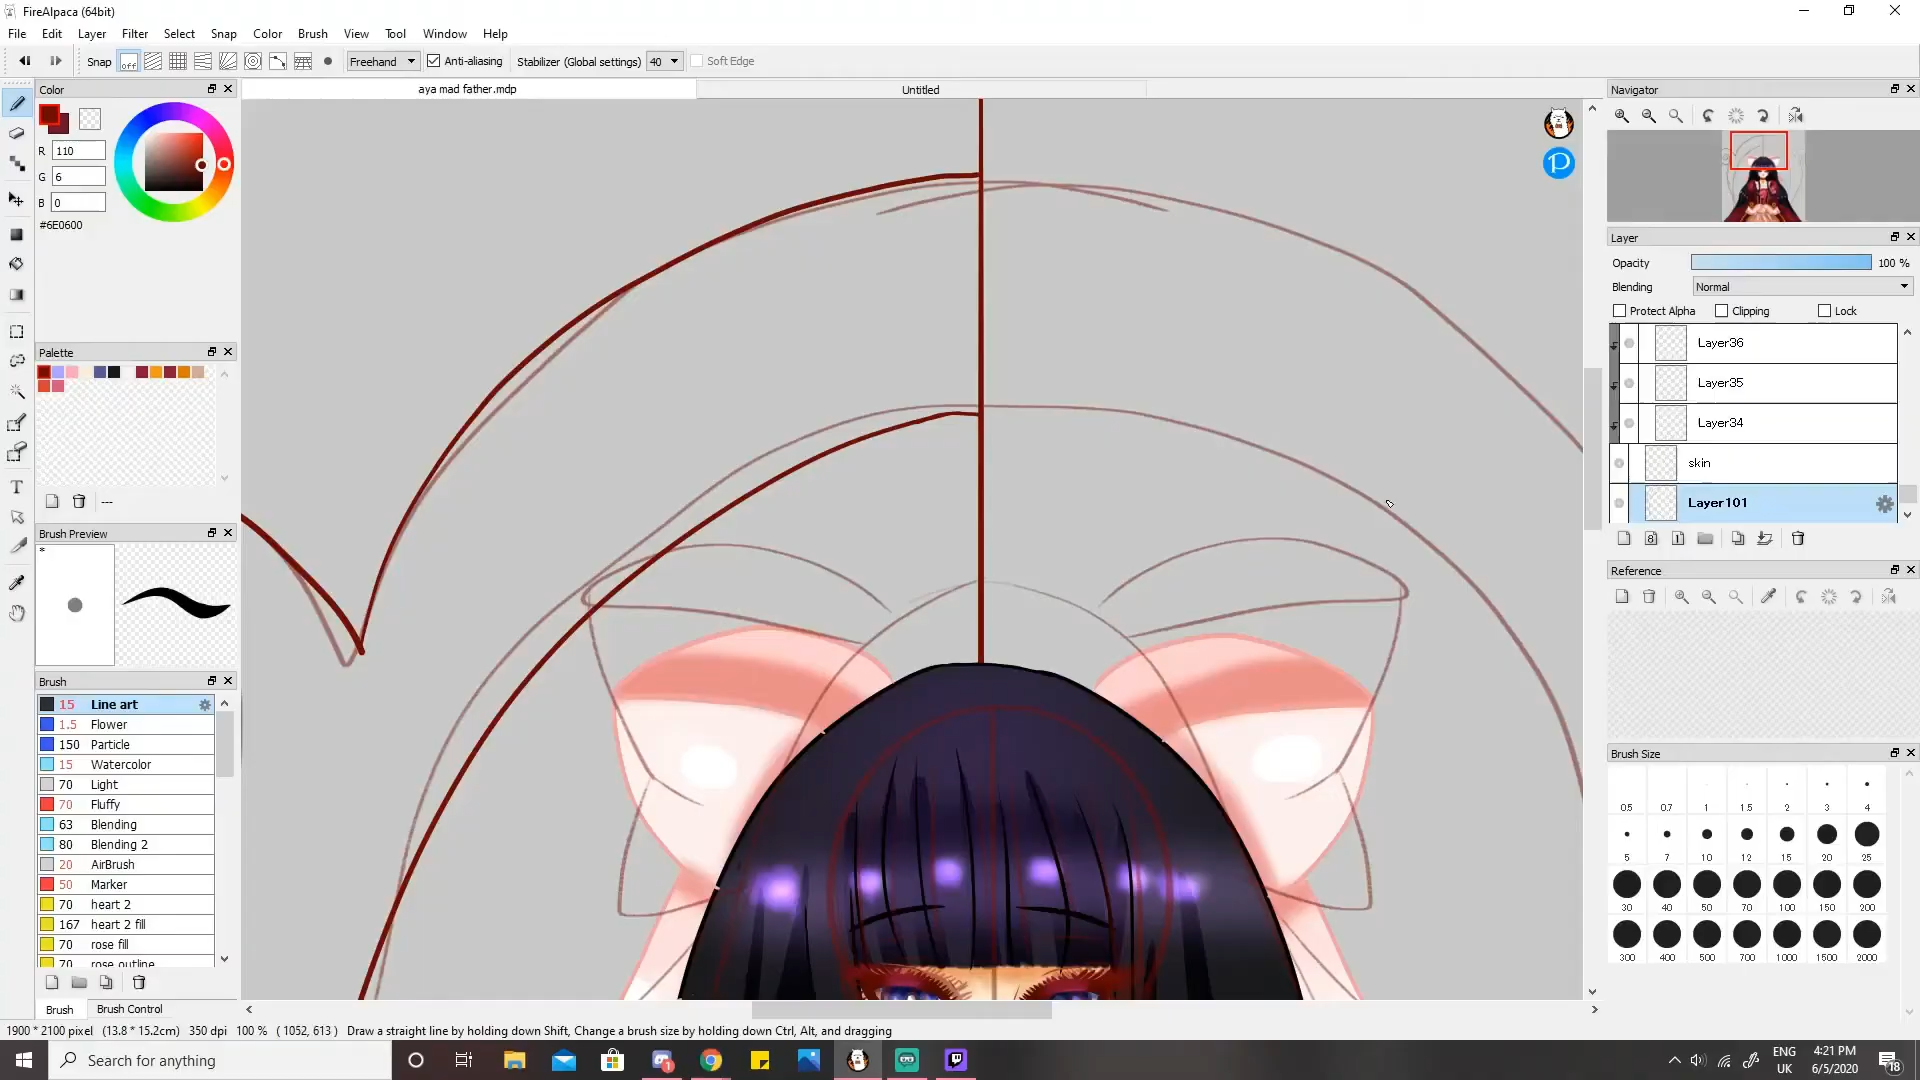 FireAlpaca (64bit)
File Edit Layer Filter Select Snap Color Brush View Tool Window Help
Snap off Freehand Anti-aliasing Stabilizer (Global settings) 40 Soft Edge
Color
aya mad father.mdp
Untitled
Navigator
R 110
G 6
B 0
#6E0600
Layer
Opacity 100 %
Blending Normal
Protect Alpha Clipping Lock
Layer36
Layer35
Layer34
skin
Layer101
Palette
---
Brush Preview
*
Reference
Brush
15 Line art
1.5 Flower
150 Particle
15 Watercolor
70 Light
70 Fluffy
63 Blending
80 Blending 2
20 AirBrush
50 Marker
70 heart 2
167 heart 2 fill
70 rose fill
70 rose outline
Brush Size
0.5 0.7 1 1.5 2 3 4
5 7 10 12 15 20 25
30 40 50 70 100 150 200
300 400 500 700 1000 1500 2000
Brush Brush Control
1900 * 2100 pixel (13.8 * 15.2cm) 350 dpi 100 % ( 1052, 613 ) Draw a straight line by holding down Shift, Change a brush size by holding down Ctrl, Alt, and dragging
Search for anything
ENG
UK
4:21 PM
6/5/2020
18